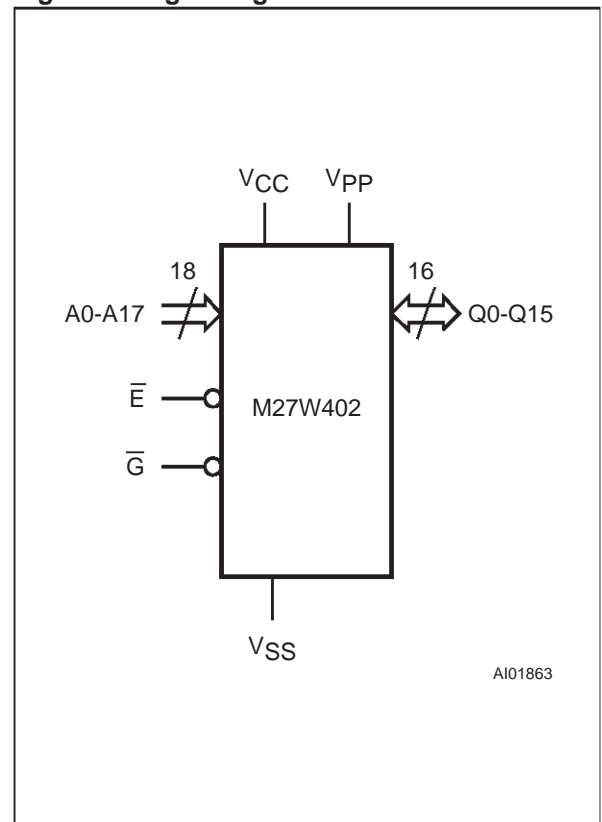 VCC VPP
18 16
A0-A17 Q0-Q15
E̅ M27W402
G̅
VSS
AI01863